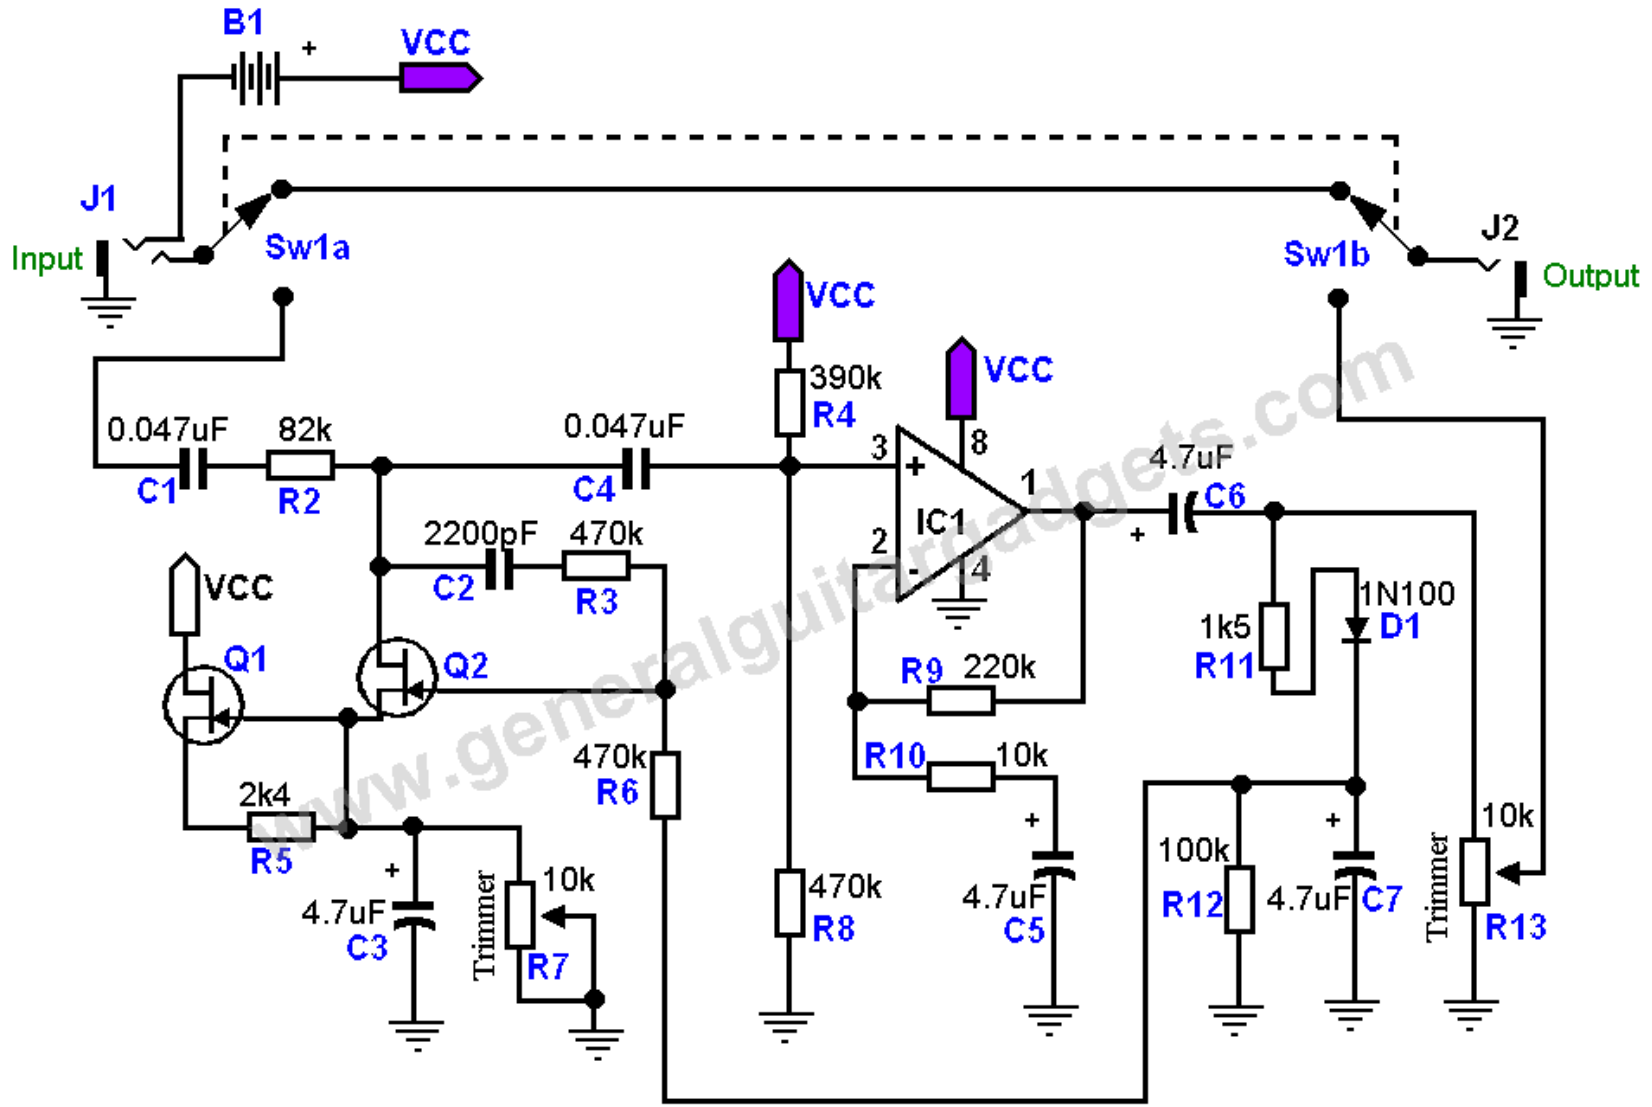 B1
+
VCC
J1
Input
Sw1a
Sw1b
J2
Output
VCC
390k
R4
VCC
0.047uF
C1
82k
R2
0.047uF
C4
3
+
8
1
IC1
2
-
4
4.7uF
C6
+
2200pF
C2
470k
R3
VCC
Q1
Q2
1k5
R11
1N100
D1
R9
220k
R10
10k
470k
R6
2k4
R5
+
4.7uF
C3
Trimmer
10k
R7
470k
R8
+
4.7uF
C5
100k
R12
+
4.7uF
C7
Trimmer
10k
R13
www.generalguitargadgets.com